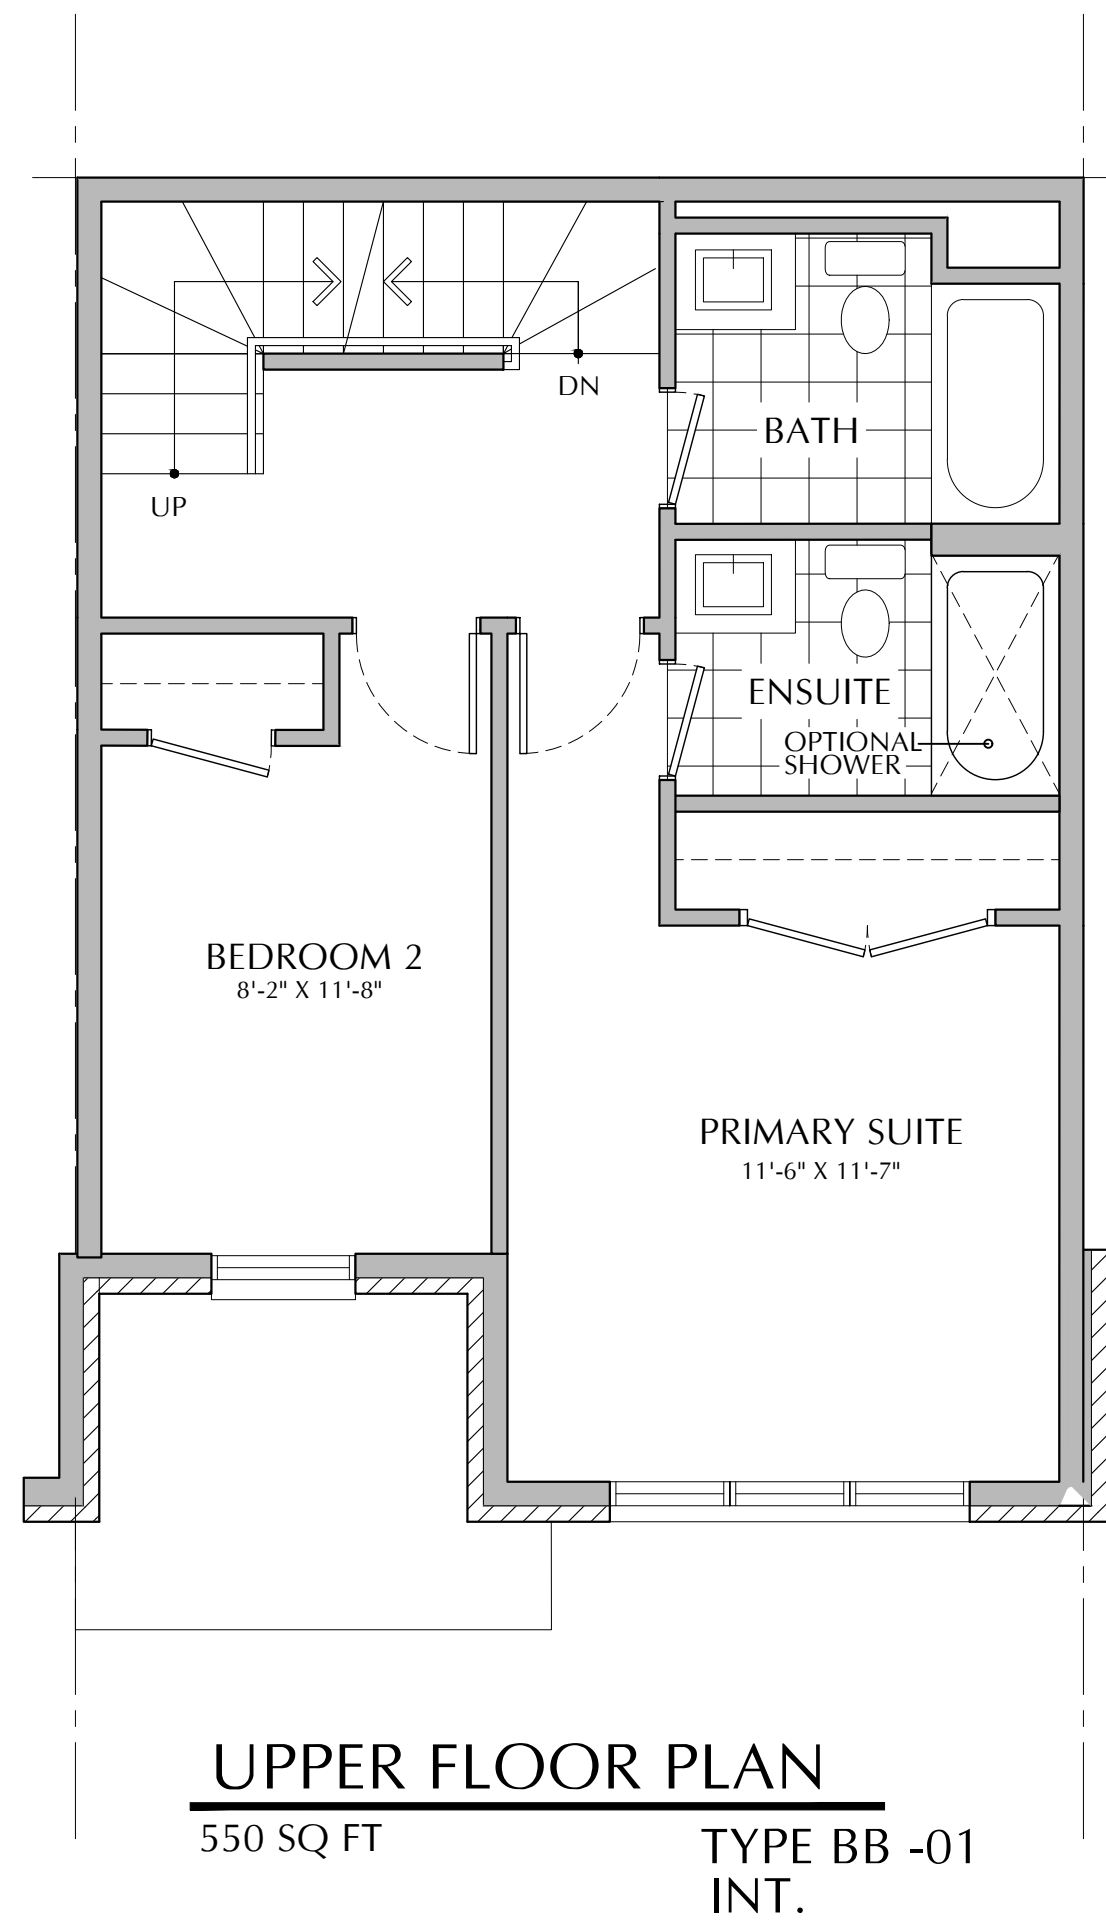 DN
UP
BATH
ENSUITE
OPTIONAL
SHOWER
BEDROOM 2
8'-2" X 11'-8"
PRIMARY SUITE
11'-6" X 11'-7"
UPPER FLOOR PLAN
550 SQ FT
TYPE BB -01
INT.